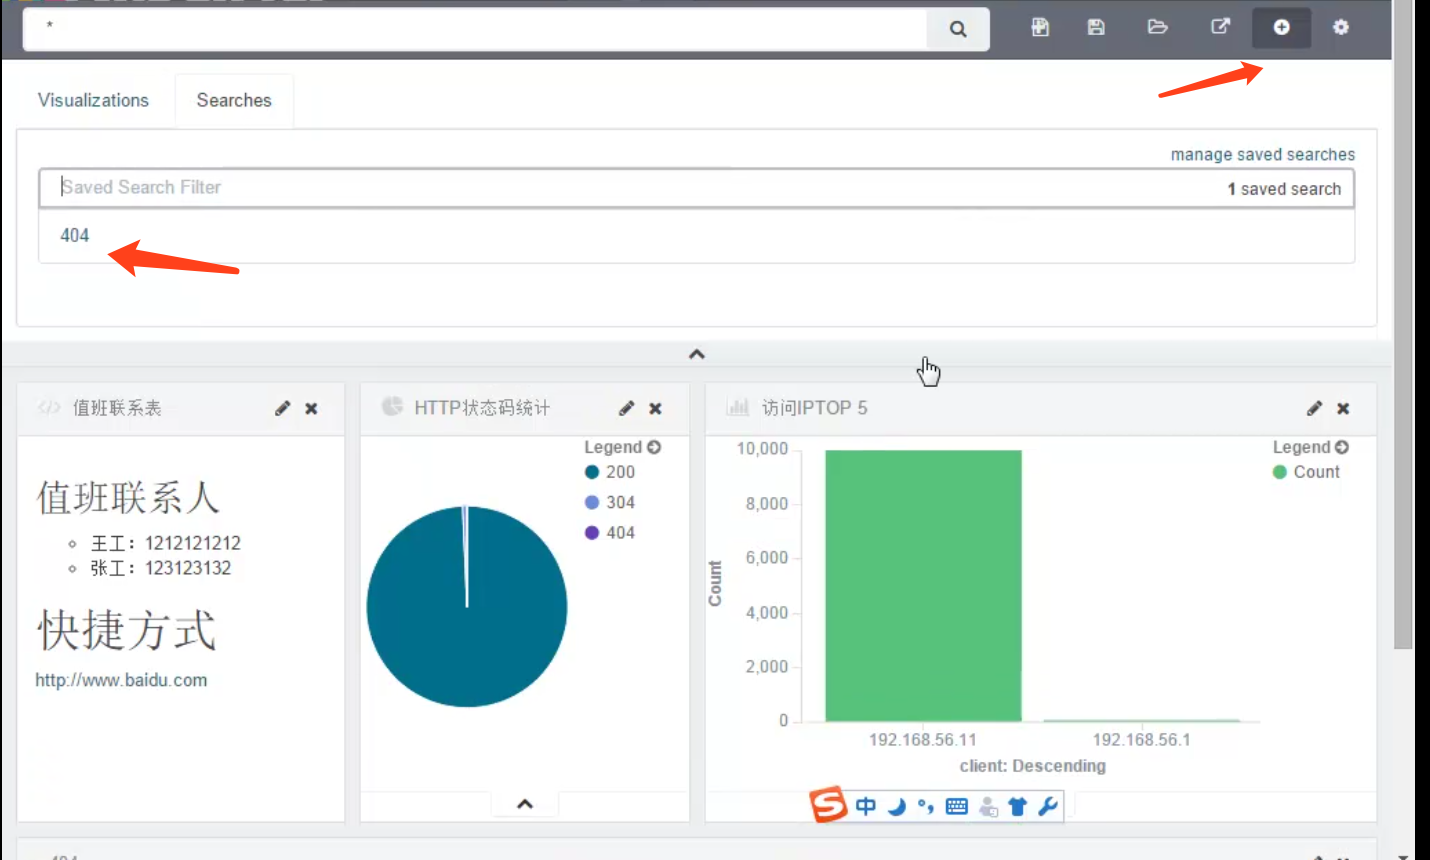 *
Visualizations
Searches
manage saved searches
Saved Search Filter
1 saved search
404
值班联系表
值班联系人
王工：1212121212
张工：123123132
快捷方式
http://www.baidu.com
HTTP状态码统计
Legend
200
304
404
访问IPTOP 5
Legend
Count
10,000
8,000
6,000
4,000
2,000
0
Count
192.168.56.11
192.168.56.1
client: Descending
中